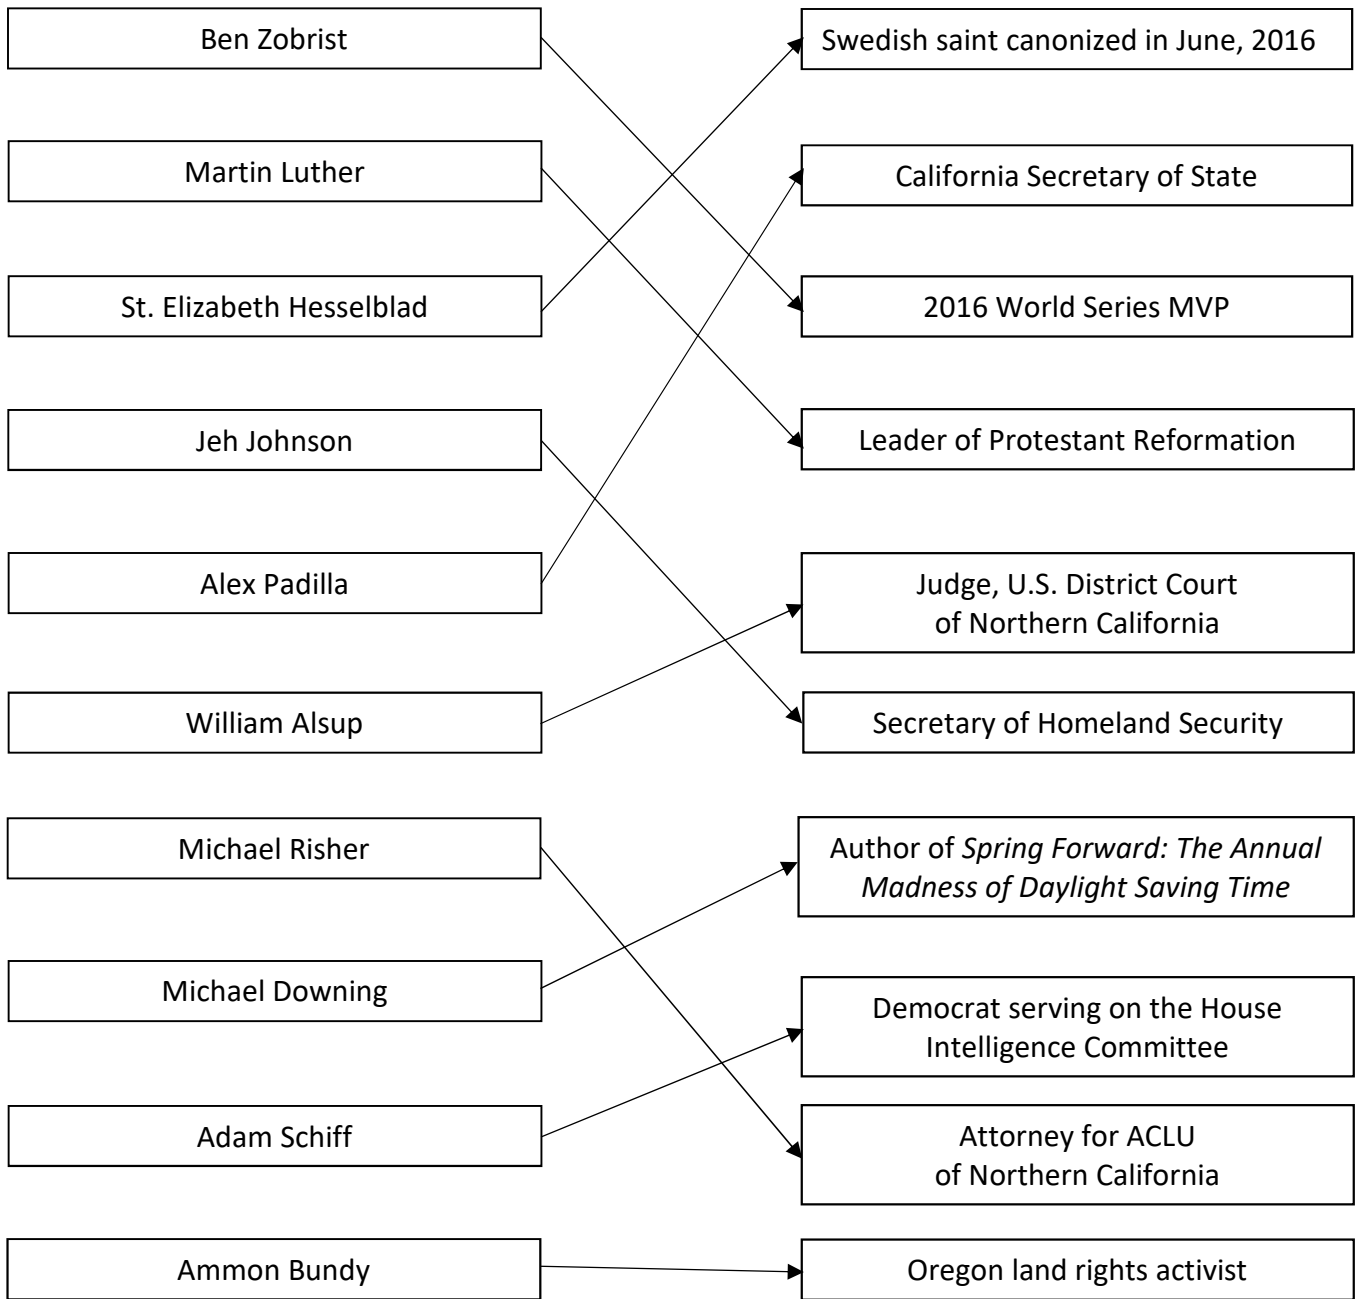 Ben Zobrist
Swedish saint canonized in June, 2016
Martin Luther
California Secretary of State
St. Elizabeth Hesselblad
2016 World Series MVP
Jeh Johnson
Leader of Protestant Reformation
Alex Padilla
Judge, U.S. District Court
of Northern California
William Alsup
Secretary of Homeland Security
Michael Risher
Author of Spring Forward: The Annual
Madness of Daylight Saving Time
Michael Downing
Democrat serving on the House
Intelligence Committee
Adam Schiff
Attorney for ACLU
of Northern California
Ammon Bundy
Oregon land rights activist